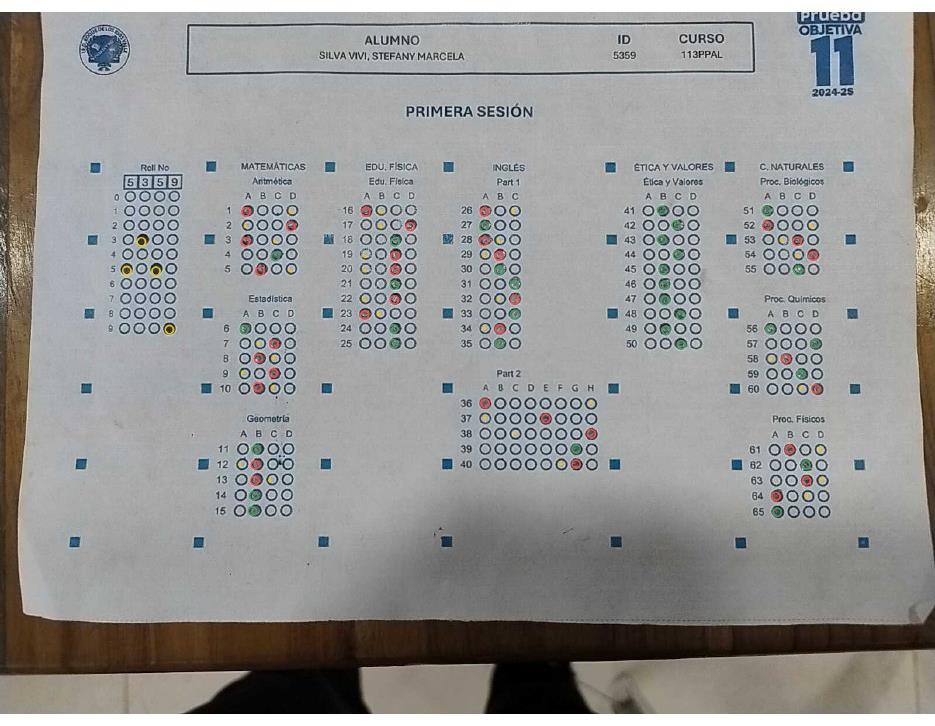 Prueba
OBJETIVA
11
2024-2S
ALUMNO ID CURSO
SILVA VIVI, STEFANY MARCELA 5359 113PPAL
PRIMERA SESIÓN
Roll No
5 3 5 9
0
1
2
3
4
5
6
7
8
9
MATEMÁTICAS
Aritmética
A B C D
1
2
3
4
5
Estadística
A B C D
6
7
8
9
10
Geometría
A B C D
11
12
13
14
15
EDU. FÍSICA
Edu. Física
A B C D
16
17
18
19
20
21
22
23
24
25
INGLÉS
Part 1
A B C
26
27
28
29
30
31
32
33
34
35
Part 2
A B C D E F G H
36
37
38
39
40
ÉTICA Y VALORES
Ética y Valores
A B C D
41
42
43
44
45
46
47
48
49
50
C. NATURALES
Proc. Biológicos
A B C D
51
52
53
54
55
Proc. Químicos
A B C D
56
57
58
59
60
Proc. Físicos
A B C D
61
62
63
64
65